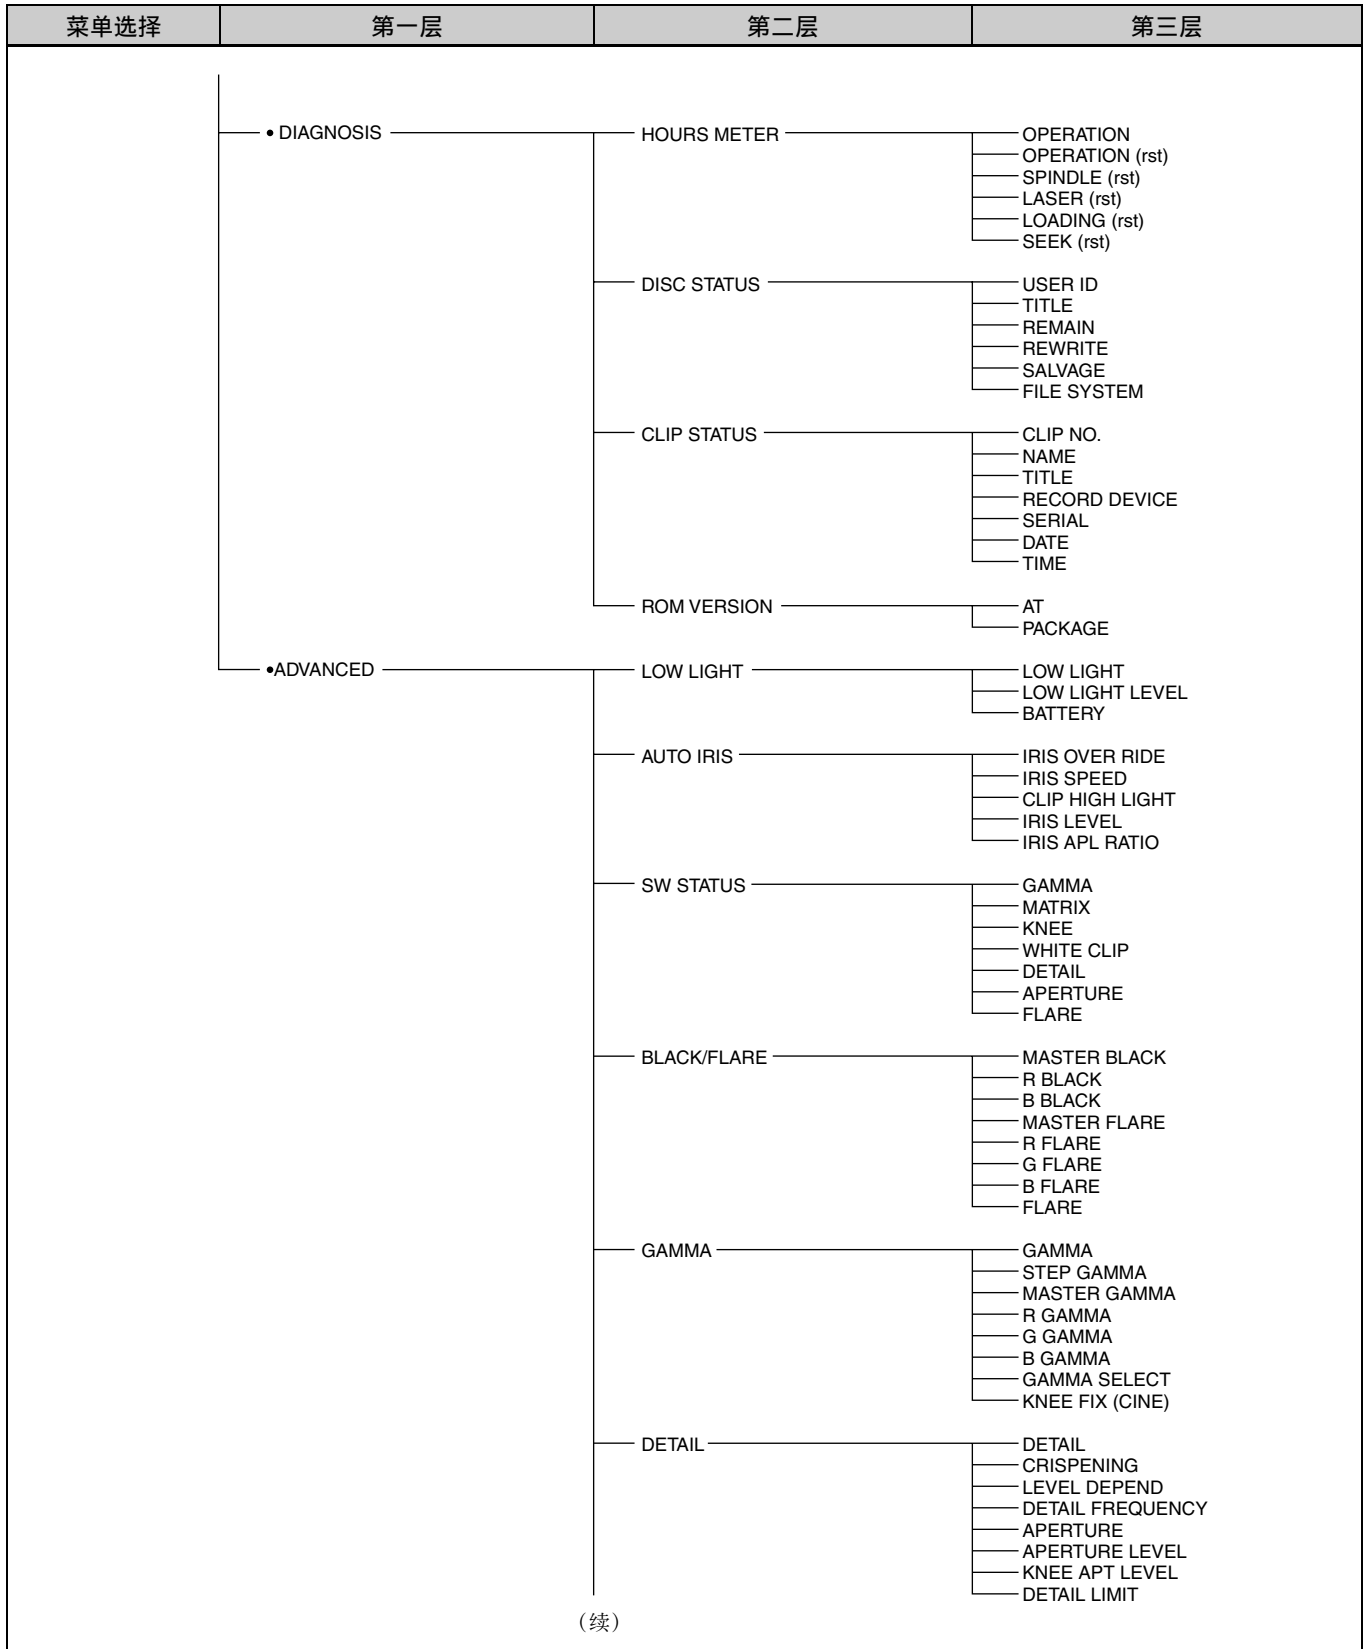 菜单选择 第一层 第二层 第三层
• DIAGNOSIS HOURS METER OPERATION
OPERATION (rst)
SPINDLE (rst)
LASER (rst)
LOADING (rst)
SEEK (rst)
DISC STATUS USER ID
TITLE
REMAIN
REWRITE
SALVAGE
FILE SYSTEM
CLIP STATUS CLIP NO.
NAME
TITLE
RECORD DEVICE
SERIAL
DATE
TIME
ROM VERSION AT
PACKAGE
•ADVANCED LOW LIGHT LOW LIGHT
LOW LIGHT LEVEL
BATTERY
AUTO IRIS IRIS OVER RIDE
IRIS SPEED
CLIP HIGH LIGHT
IRIS LEVEL
IRIS APL RATIO
SW STATUS GAMMA
MATRIX
KNEE
WHITE CLIP
DETAIL
APERTURE
FLARE
BLACK/FLARE MASTER BLACK
R BLACK
B BLACK
MASTER FLARE
R FLARE
G FLARE
B FLARE
FLARE
GAMMA GAMMA
STEP GAMMA
MASTER GAMMA
R GAMMA
G GAMMA
B GAMMA
GAMMA SELECT
KNEE FIX (CINE)
DETAIL DETAIL
CRISPENING
LEVEL DEPEND
DETAIL FREQUENCY
APERTURE
APERTURE LEVEL
KNEE APT LEVEL
DETAIL LIMIT
（续）